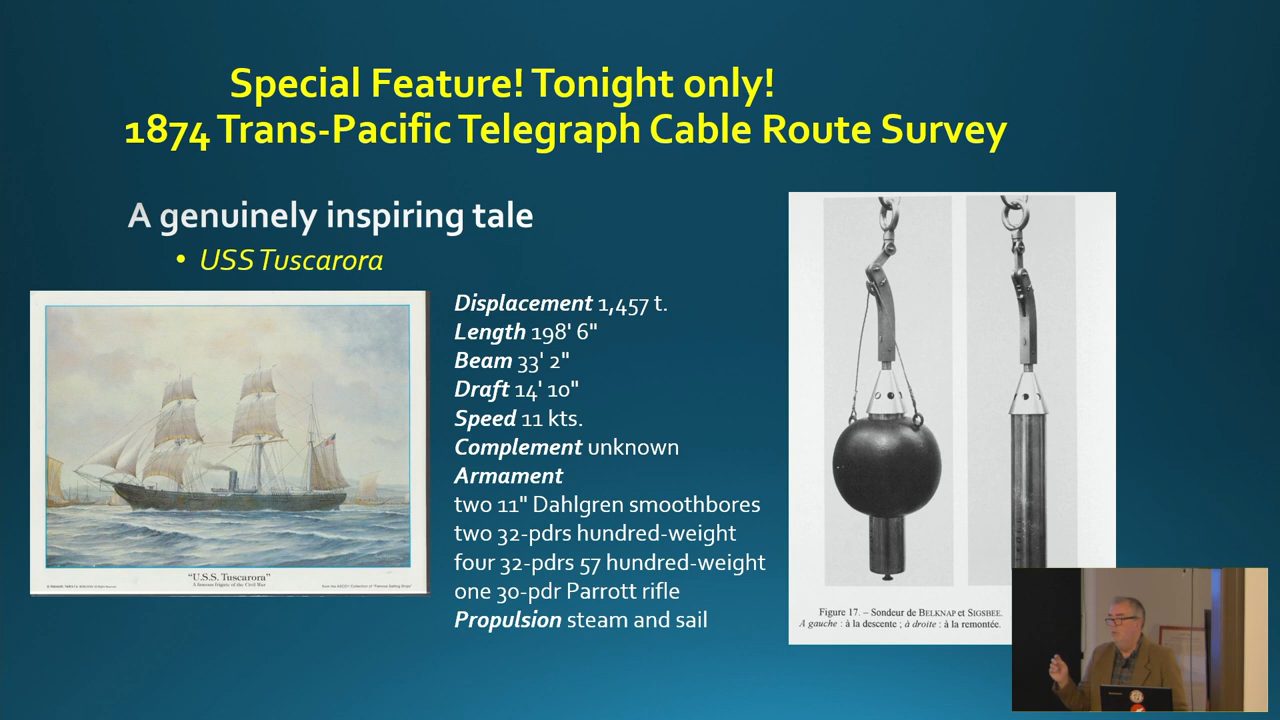 Special Feature! Tonight only!
1874 Trans-Pacific Telegraph Cable Route Survey
A genuinely inspiring tale
• USS Tuscarora
Displacement 1,457 t.
Length 198' 6"
Beam 33' 2"
Draft 14' 10"
Speed 11 kts.
Complement unknown
Armament
two 11" Dahlgren smoothbores
two 32-pdrs hundred-weight
four 32-pdrs 57 hundred-weight
one 30-pdr Parrott rifle
Propulsion steam and sail
"U.S.S. Tuscarora"
A famous frigate of the Civil War
Figure 17. – Sondeur de BELKNAP et SIGSBEE.
A gauche : à la descente ; à droite : à la remontée.